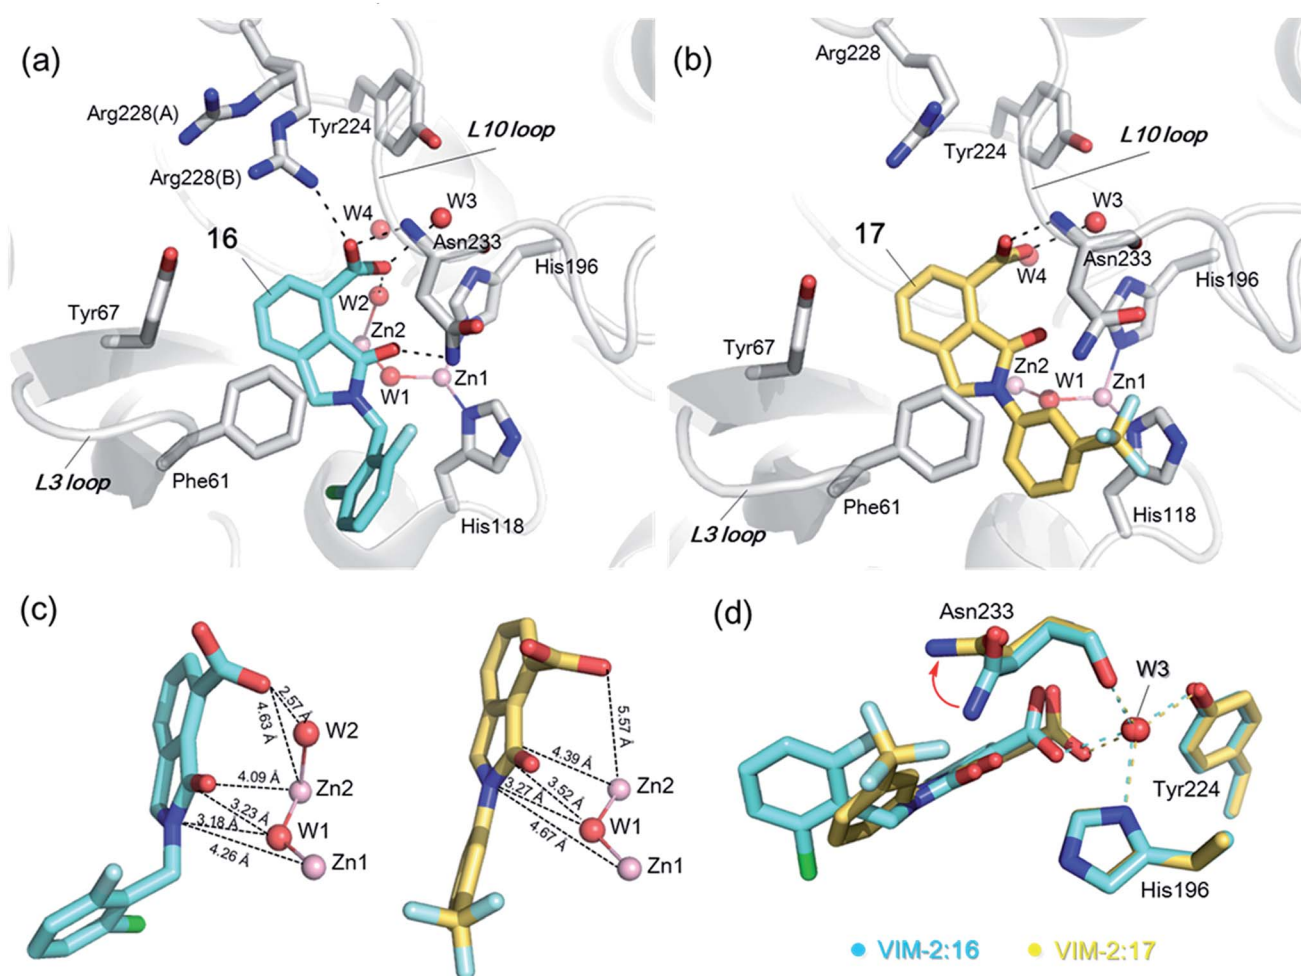 (a)
Arg228(A)
Tyr224
L10 loop
Arg228(B)
W4
W3
16
Asn233
His196
W2
Tyr67
Zn2
Zn1
W1
L3 loop
Phe61
His118
(b)
Arg228
Tyr224
L10 loop
W3
17
Asn233
W4
His196
Tyr67
Zn2
W1
Zn1
Phe61
L3 loop
His118
(c)
2.57 Å
4.63 Å
W2
4.09 Å
Zn2
3.23 Å
3.18 Å
W1
4.26 Å
Zn1
5.57 Å
4.39 Å
Zn2
3.52 Å
3.27 Å
W1
4.67 Å
Zn1
(d)
Asn233
W3
Tyr224
His196
VIM-2:16
VIM-2:17